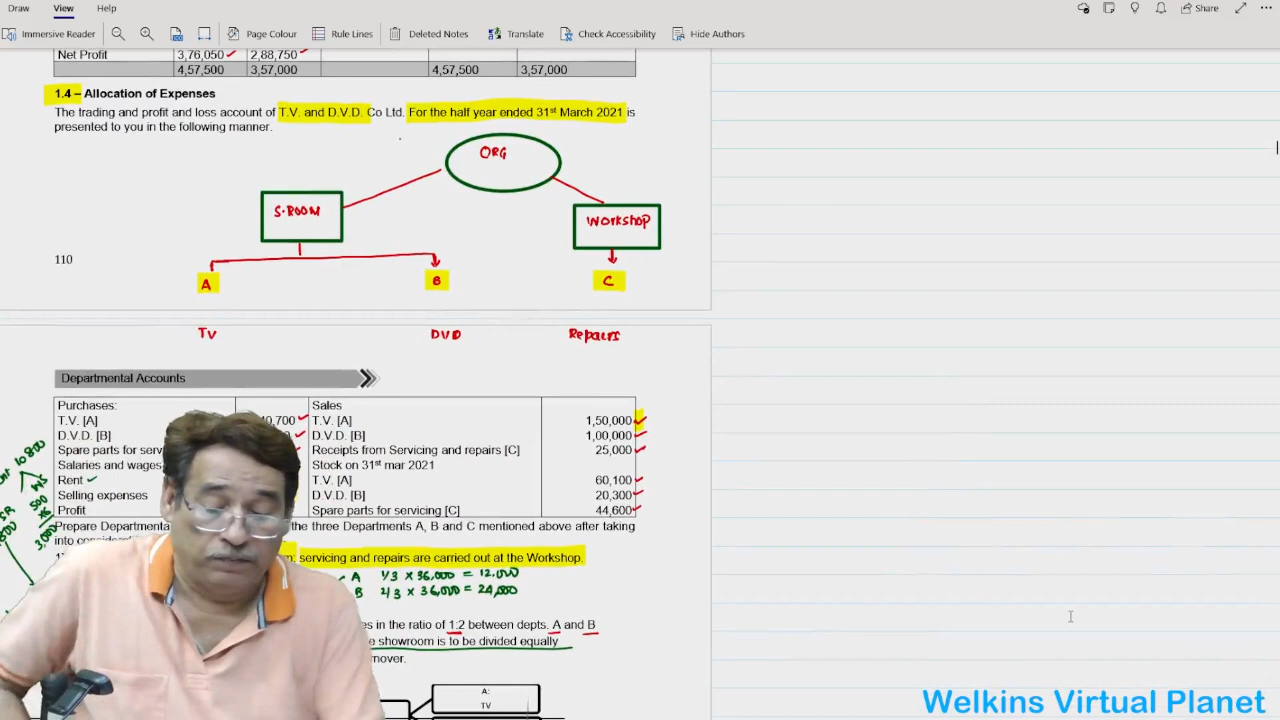 Draw View Help
Immersive Reader Page Colour Rule Lines Deleted Notes Translate Check Accessibility Hide Authors Share
Net Profit 3,76,050 2,88,750
4,57,500 3,57,000 4,57,500 3,57,000
1.4 – Allocation of Expenses
The trading and profit and loss account of T.V. and D.V.D. Co Ltd. For the half year ended 31st March 2021 is
presented to you in the following manner.
ORG
S.ROOM
WORKSHOP
110
A B C
TV DVD Repairs
Departmental Accounts
Purchases: Sales
T.V. [A] T.V. [A] 1,50,000
D.V.D. [B] D.V.D. [B] 1,00,000
Spare parts for Receipts from Servicing and repairs [C] 25,000
Salaries and wages Stock on 31st mar 2021
Rent T.V. [A] 60,100
Selling expenses D.V.D. [B] 20,300
Profit Spare parts for servicing [C] 44,600
Prepare Departmental the three Departments A, B and C mentioned above after taking
into
servicing and repairs are carried out at the Workshop.
A 1/3 × 36,000 = 12,000
B 2/3 × 36,000 = 24,000
in the ratio of 1:2 between depts. A and B
showroom is to be divided equally
A:
TV
Welkins Virtual Planet